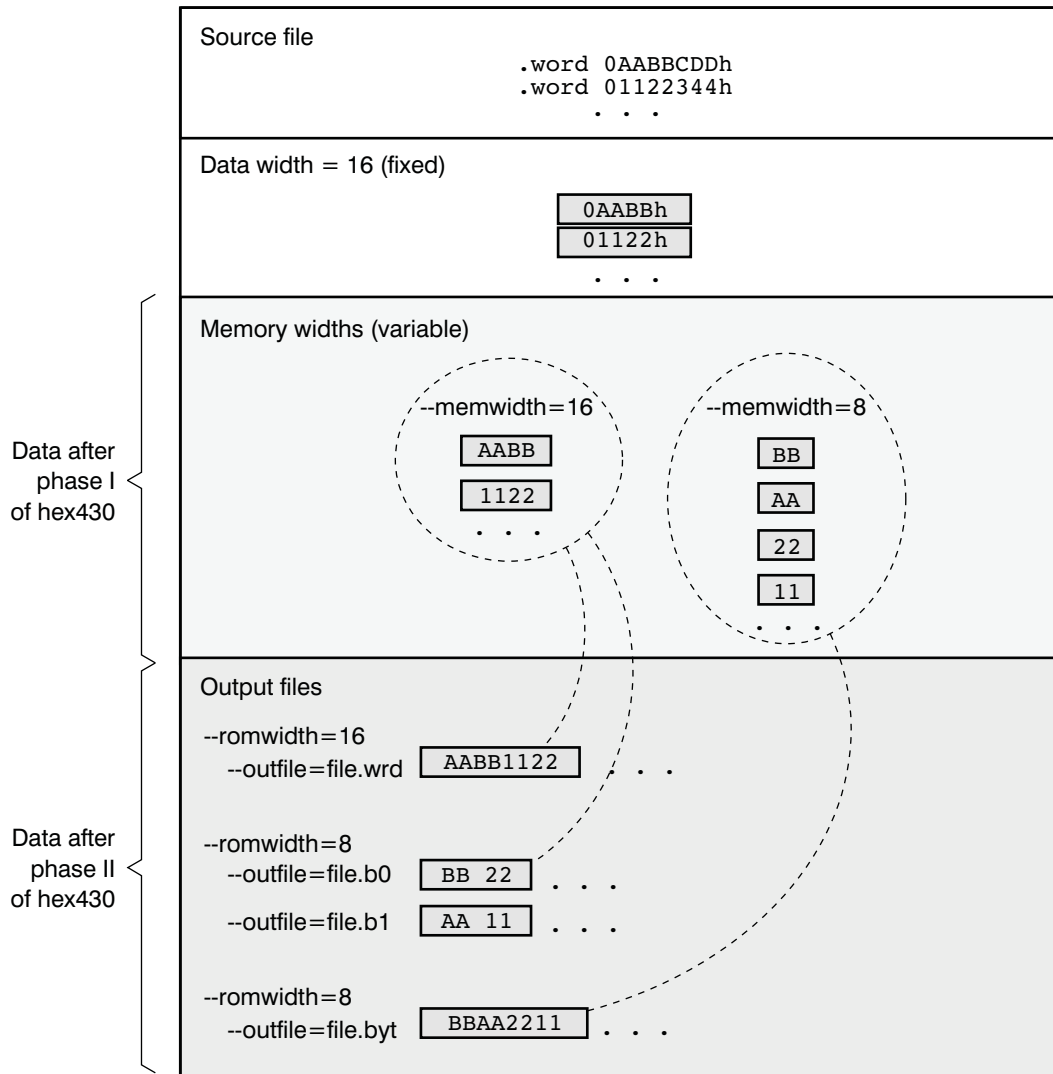 Source file
.word 0AABBCDDh
.word 01122344h
. . .
Data width = 16 (fixed)
0AABBh
01122h
. . .
Data after
phase I
of hex430
Memory widths (variable)
--memwidth=16
AABB
1122
. . .
--memwidth=8
BB
AA
22
11
. . .
Data after
phase II
of hex430
Output files
--romwidth=16
--outfile=file.wrd AABB1122 . . .
--romwidth=8
--outfile=file.b0 BB 22 . . .
--outfile=file.b1 AA 11 . . .
--romwidth=8
--outfile=file.byt BBAA2211 . . .